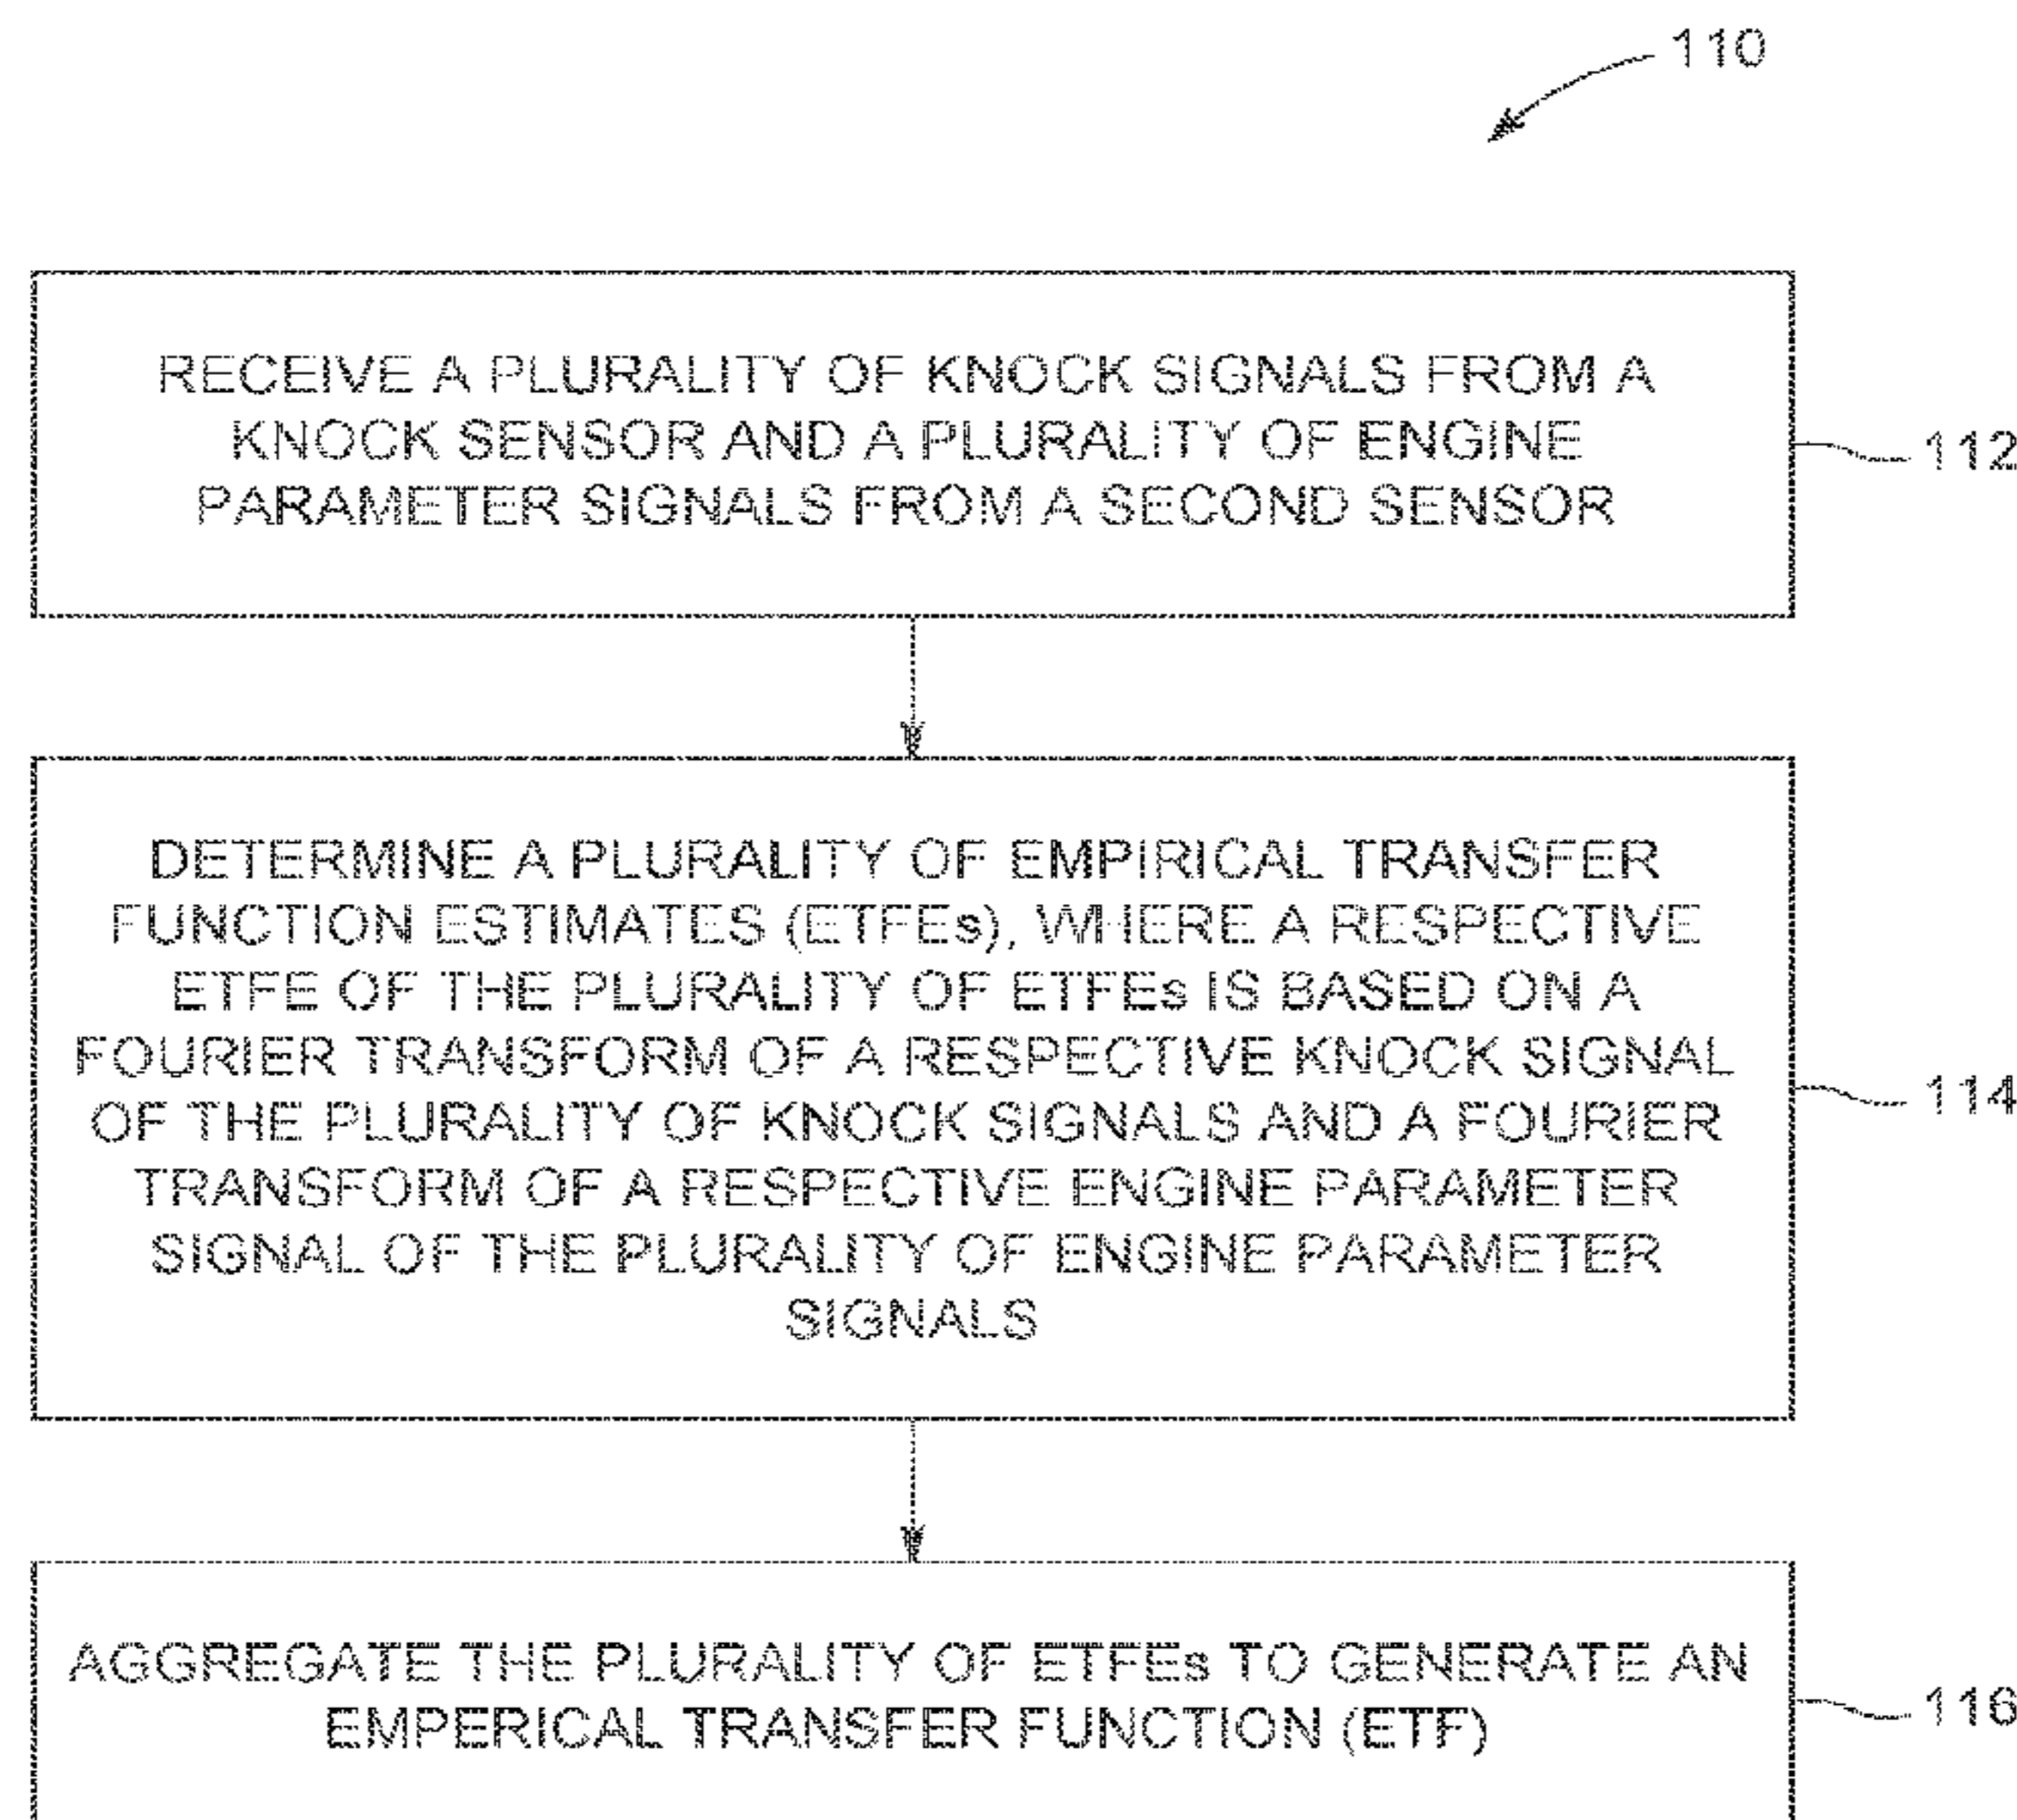 110
RECEIVE A PLURALITY OF KNOCK SIGNALS FROM A
KNOCK SENSOR AND A PLURALITY OF ENGINE
PARAMETER SIGNALS FROM A SECOND SENSOR
112
DETERMINE A PLURALITY OF EMPIRICAL TRANSFER
FUNCTION ESTIMATES (ETFEs), WHERE A RESPECTIVE
ETFE OF THE PLURALITY OF ETFEs IS BASED ON A
FOURIER TRANSFORM OF A RESPECTIVE KNOCK SIGNAL
OF THE PLURALITY OF KNOCK SIGNALS AND A FOURIER
TRANSFORM OF A RESPECTIVE ENGINE PARAMETER
SIGNAL OF THE PLURALITY OF ENGINE PARAMETER
SIGNALS
114
AGGREGATE THE PLURALITY OF ETFEs TO GENERATE AN
EMPERICAL TRANSFER FUNCTION (ETF)
116